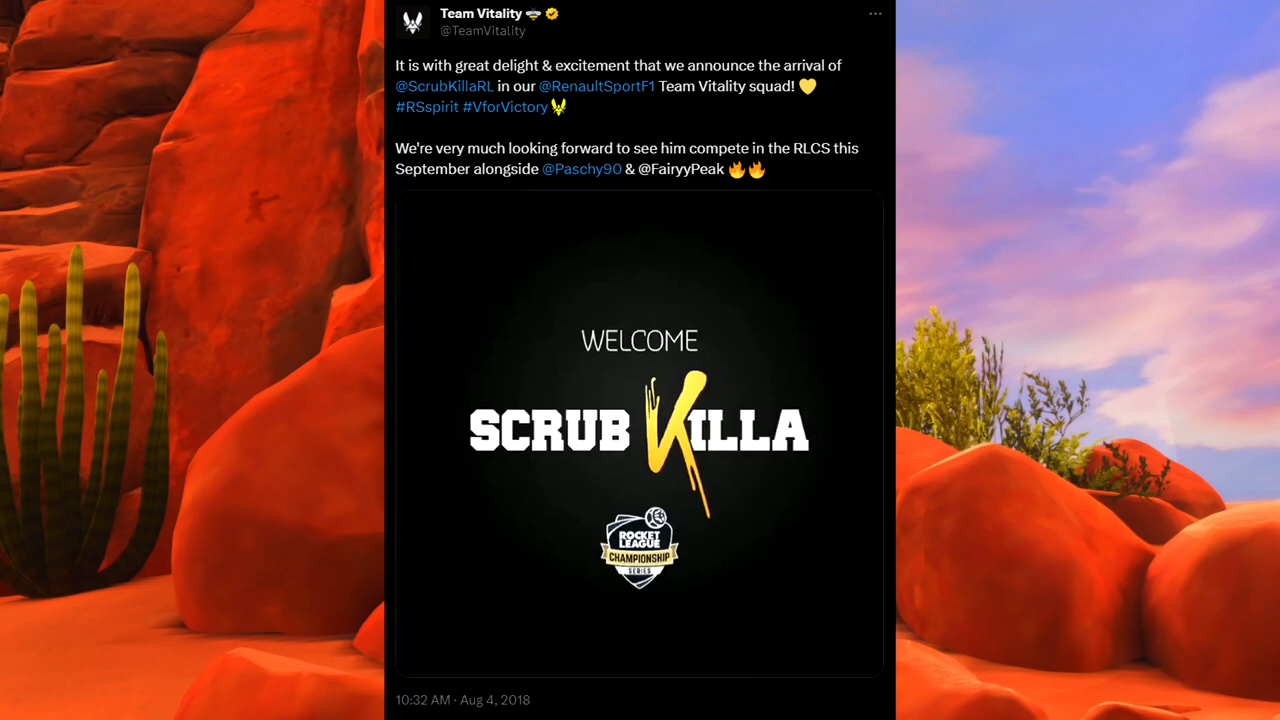 Team Vitality
@TeamVitality
It is with great delight & excitement that we announce the arrival of
@ScrubKillaRL in our @RenaultSportF1 Team Vitality squad! 💛
#RSspirit #VforVictory
We're very much looking forward to see him compete in the RLCS this
September alongside @Paschy90 & @FairyyPeak 🔥🔥
WELCOME
SCRUB KILLA
ROCKET
LEAGUE
CHAMPIONSHIP
SERIES
10:32 AM · Aug 4, 2018